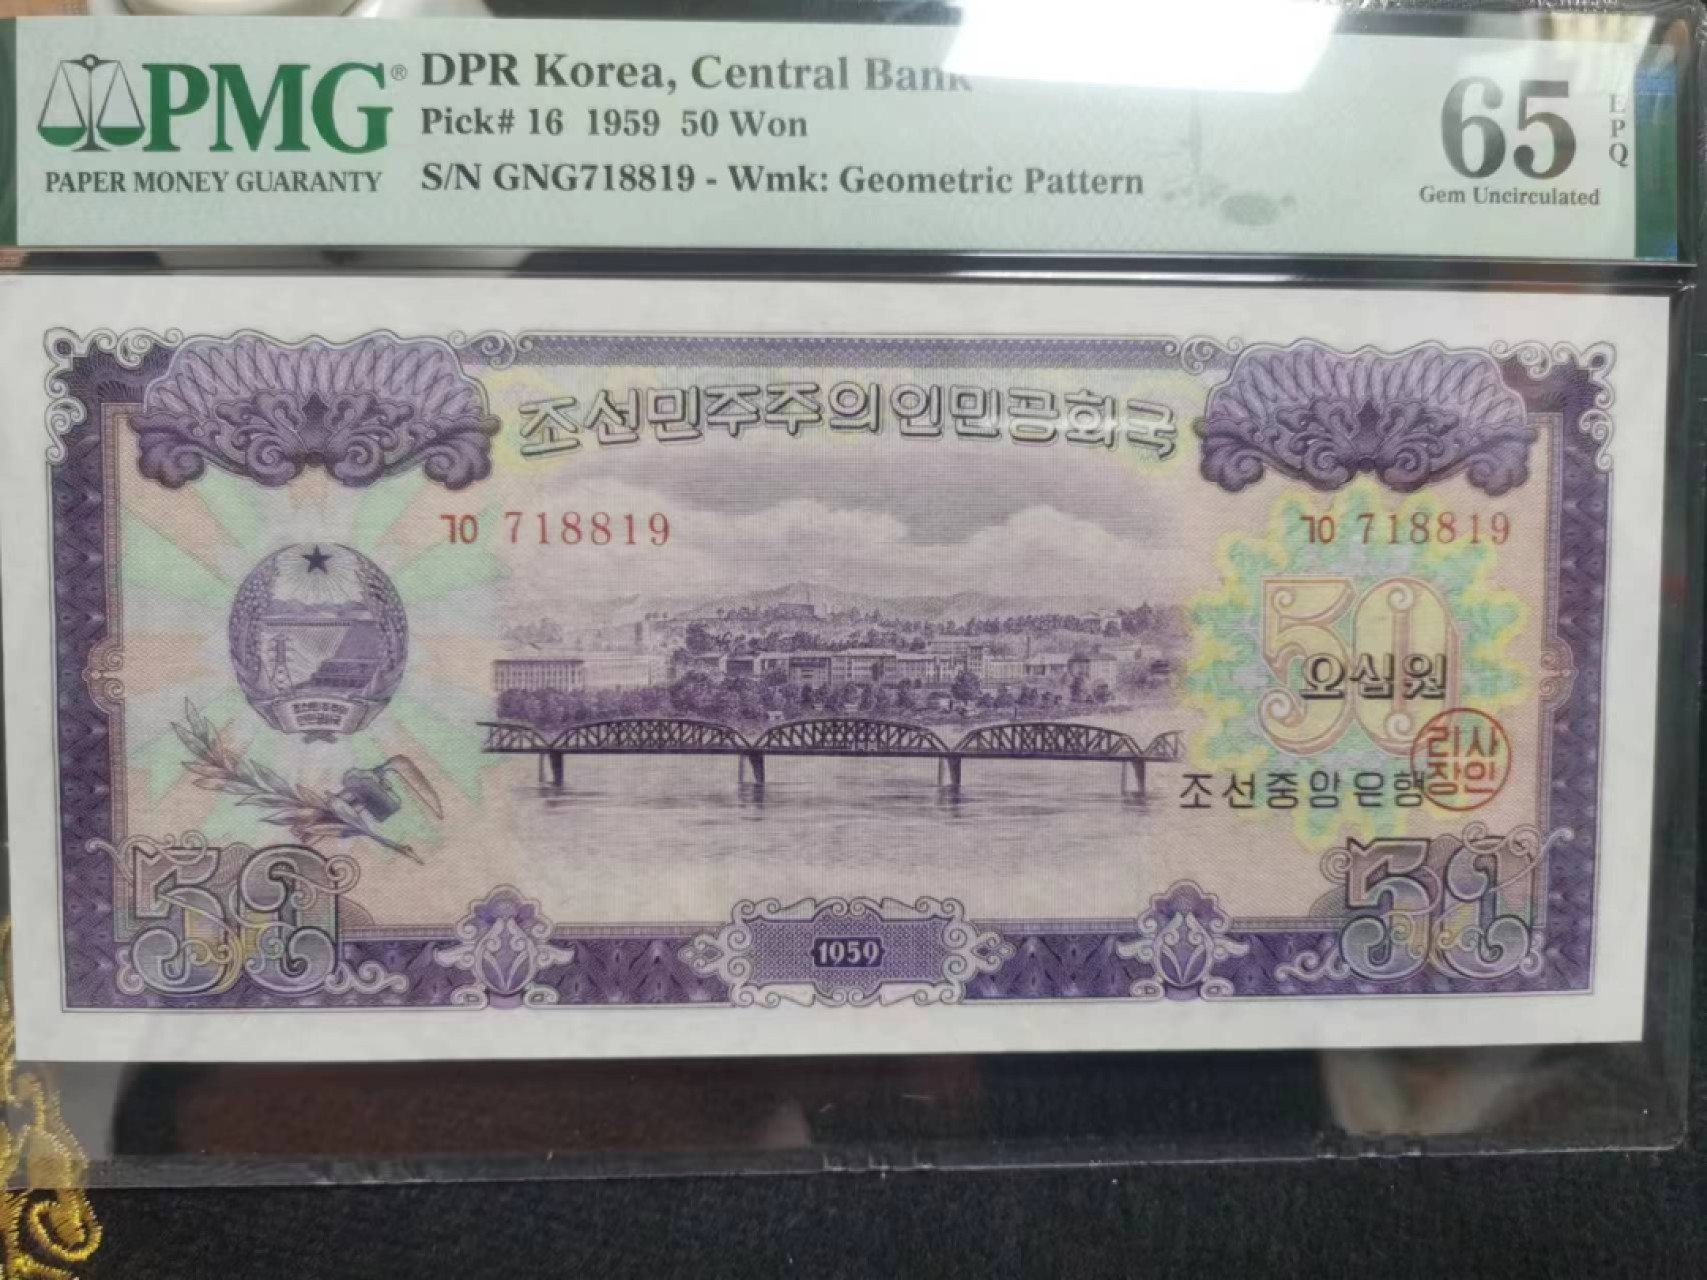 PMG®
PAPER MONEY GUARANTY
DPR Korea, Central Bank
Pick# 16 1959 50 Won
S/N GNG718819 - Wmk: Geometric Pattern
65
EPQ
Gem Uncirculated
조선민주주의인민공화국
ㄱㅇ 718819
ㄱㅇ 718819
50
오십원
조선중앙은행
리사
장인
50
1959
50